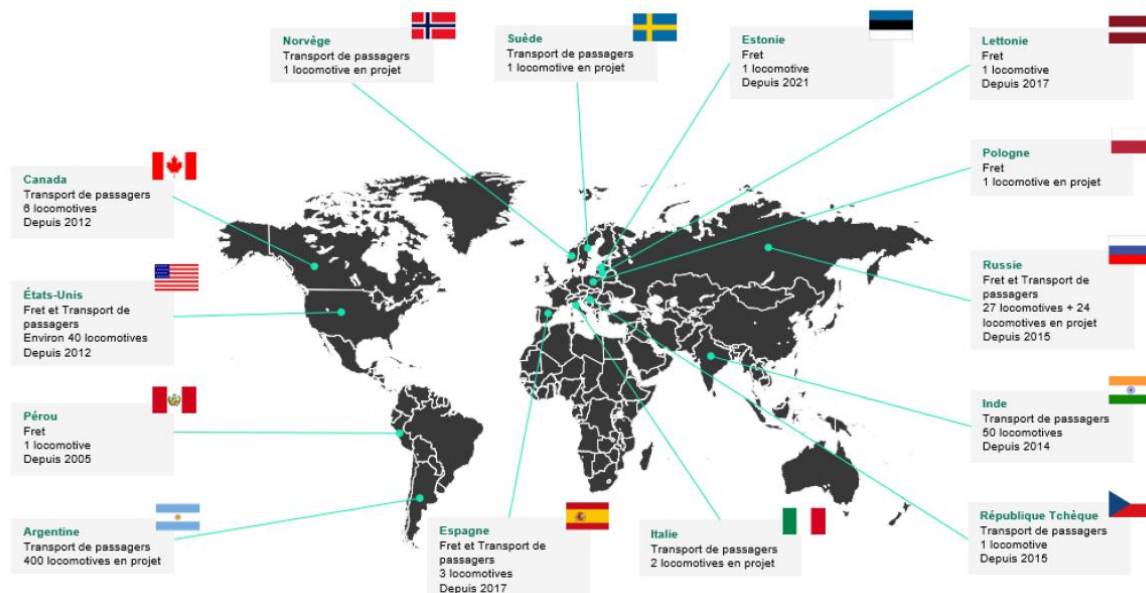 Norvège
Transport de passagers
1 locomotive en projet
Suède
Transport de passagers
1 locomotive en projet
Estonie
Fret
1 locomotive
Depuis 2021
Lettonie
Fret
1 locomotive
Depuis 2017
Canada
Transport de passagers
6 locomotives
Depuis 2012
Pologne
Fret
1 locomotive en projet
États-Unis
Fret et Transport de
passagers
Environ 40 locomotives
Depuis 2012
Russie
Fret et Transport de
passagers
27 locomotives + 24
locomotives en projet
Depuis 2015
Pérou
Fret
1 locomotive
Depuis 2005
Inde
Transport de passagers
50 locomotives
Depuis 2014
Argentine
Transport de passagers
400 locomotives en projet
Espagne
Fret et Transport de
passagers
3 locomotives
Depuis 2017
Italie
Transport de passagers
2 locomotives en projet
République Tchèque
Transport de passagers
1 locomotive
Depuis 2015